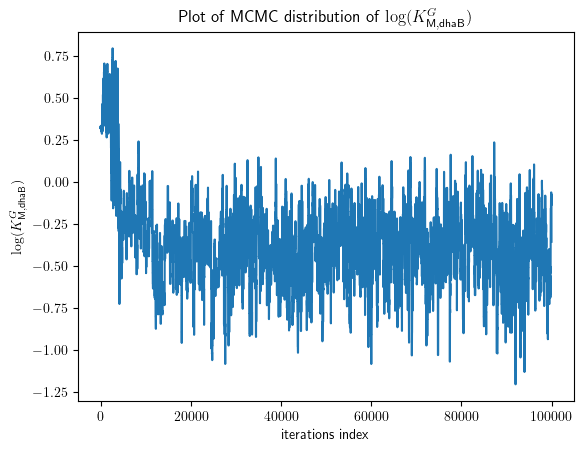 Plot of MCMC distribution of log(K^G_M,dhaB)
log(K^G_M,dhaB)
0.75
0.50
0.25
0.00
−0.25
−0.50
−0.75
−1.00
−1.25
0 20000 40000 60000 80000 100000
iterations index